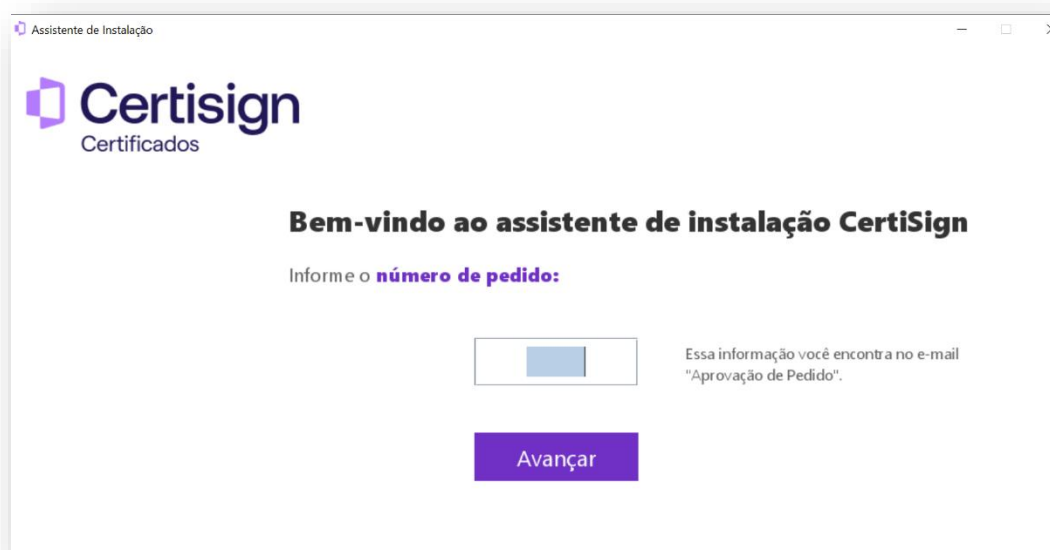 Assistente de Instalação
Certisign
Certificados
Bem-vindo ao assistente de instalação CertiSign
Informe o número de pedido:
Essa informação você encontra no e-mail
"Aprovação de Pedido".
Avançar